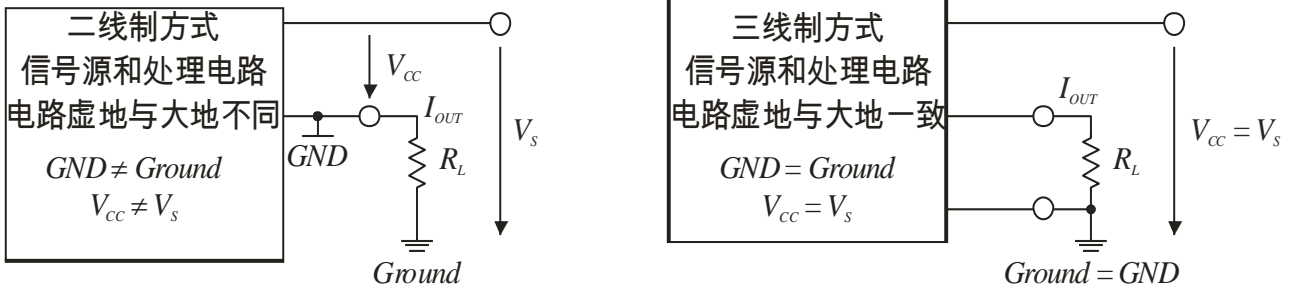 二线制方式
信号源和处理电路
电路虚地与大地不同
GND ≠ Ground
V_CC ≠ V_S
V_CC
I_OUT
GND
R_L
V_S
Ground
三线制方式
信号源和处理电路
电路虚地与大地一致
GND = Ground
V_CC = V_S
I_OUT
R_L
V_CC = V_S
Ground = GND